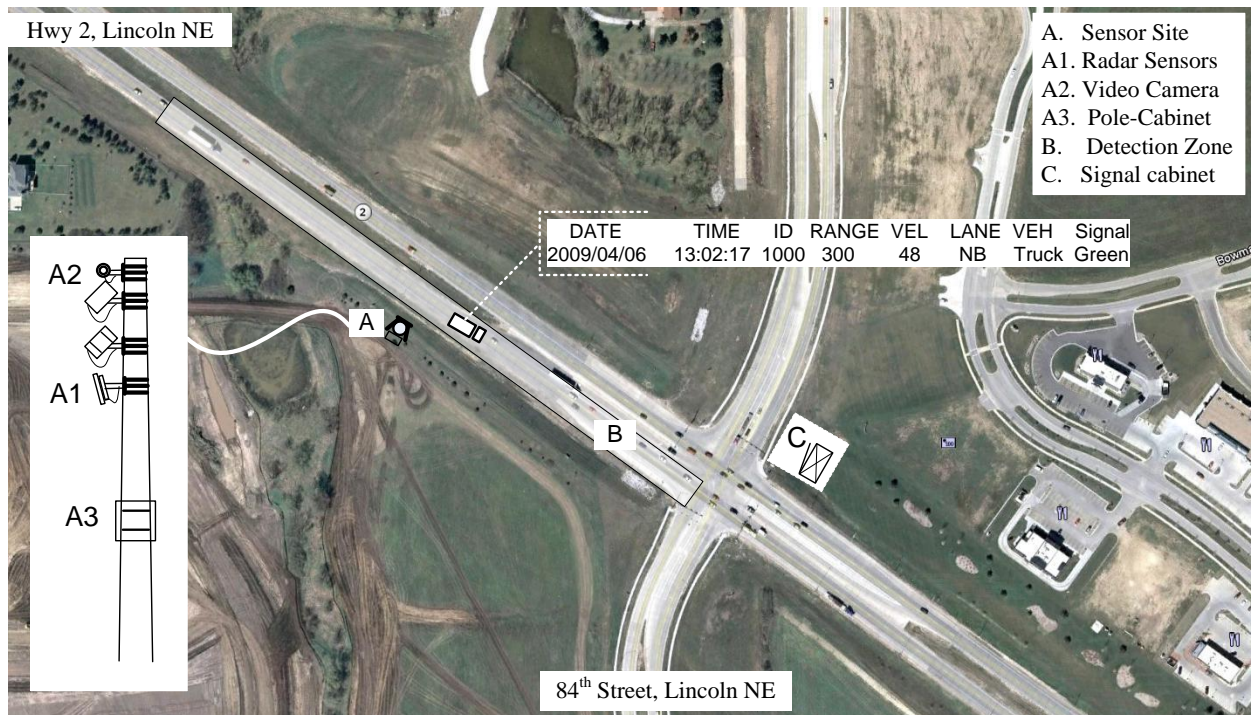 Hwy 2, Lincoln NE
A. Sensor Site
A1. Radar Sensors
A2. Video Camera
A3. Pole-Cabinet
B. Detection Zone
C. Signal cabinet
2
DATE TIME ID RANGE VEL LANE VEH Signal
2009/04/06 13:02:17 1000 300 48 NB Truck Green
A2
A
A1
B
C
A3
84th Street, Lincoln NE